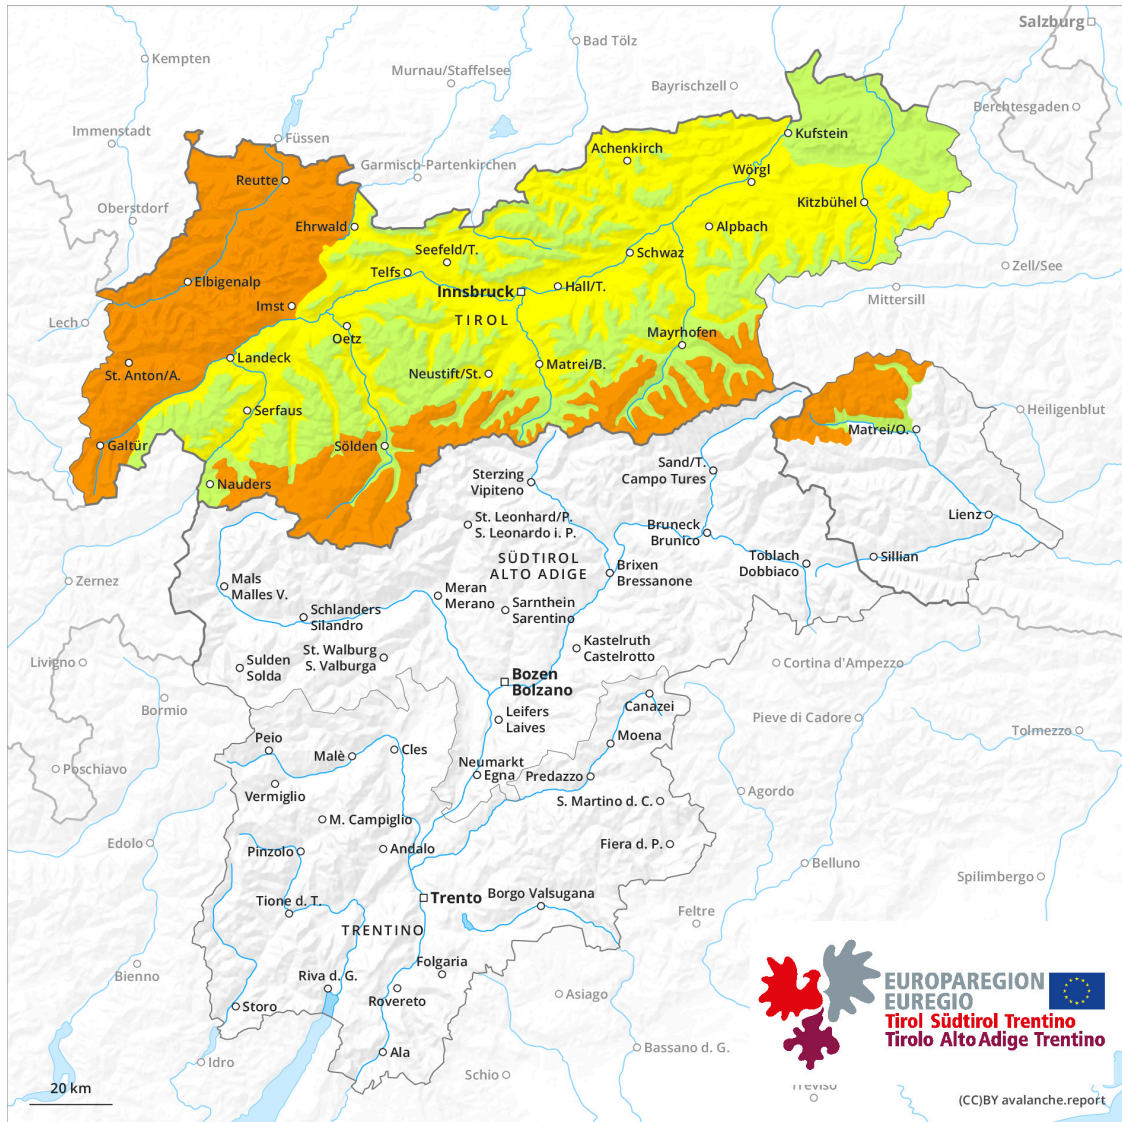 Salzburg
Bad Tölz
Kempten
Murnau/Staffelsee
Bayrischzell
Berchtesgaden
Immenstadt
Füssen
Kufstein
Achenkirch
Garmisch-Partenkirchen
Wörgl
Reutte
Oberstdorf
Kitzbühel
Ehrwald
Alpbach
Seefeld/T.
Schwaz
Zell/See
Telfs
Elbigenalp
Innsbruck
Hall/T.
Mittersill
Imst
TIROL
Lech
Oetz
Mayrhofen
Landeck
Matrei/B.
St. Anton/A.
Neustift/St.
Serfaus
Heiligenblut
Matrei/O.
Galtür
Sölden
Sand/T.
Campo Tures
Sterzing
Vipiteno
Nauders
St. Leonhard/P.
S. Leonardo i. P.
Lienz
Bruneck
Brunico
SÜDTIROL
ALTO ADIGE
Toblach
Dobbiaco
Sillian
Brixen
Bressanone
Zernez
Mals
Malles V.
Meran
Merano
Schlanders
Silandro
Sarnthein
Sarentino
Kastelruth
Castelrotto
St. Walburg
S. Valburga
Livigno
Sulden
Solda
Cortina d'Ampezzo
Bozen
Bolzano
Bormio
Canazei
Leifers
Laives
Pieve di Cadore
Tolmezzo
Peio
Moena
Malè
Cles
Poschiavo
Neumarkt
Egna
Predazzo
Vermiglio
Agordo
S. Martino d. C.
M. Campiglio
Edolo
Pinzolo
Andalo
Fiera d. P.
Belluno
Spilimbergo
Tione d. T.
Trento
Borgo Valsugana
Feltre
TRENTINO
Folgaria
Bienno
Riva d. G.
Rovereto
Asiago
Storo
EUROPAREGION
EUREGIO
Tirol Südtirol Trentino
Tirolo Alto Adige Trentino
Ala
Bassano d. G.
Idro
Schio
Treviso
20 km
(CC)BY avalanche.report